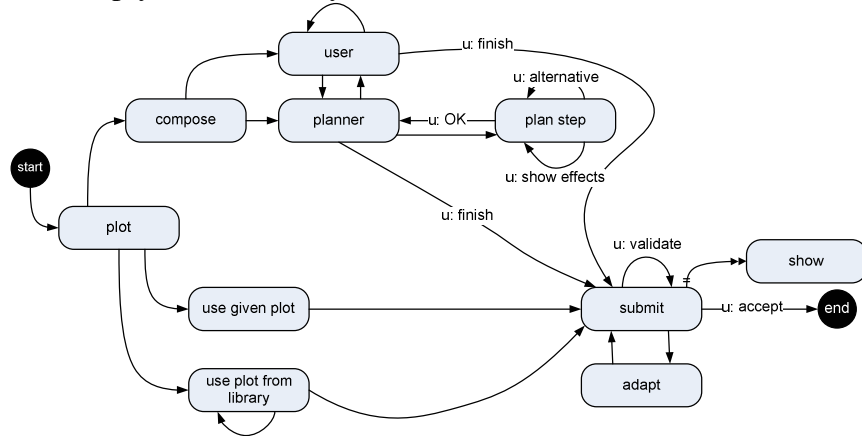 user
u: finish
u: alternative
compose
planner
u: OK
plan step
start
u: show effects
plot
u: finish
u: validate
show
use given plot
submit
u: accept
end
use plot from
library
adapt